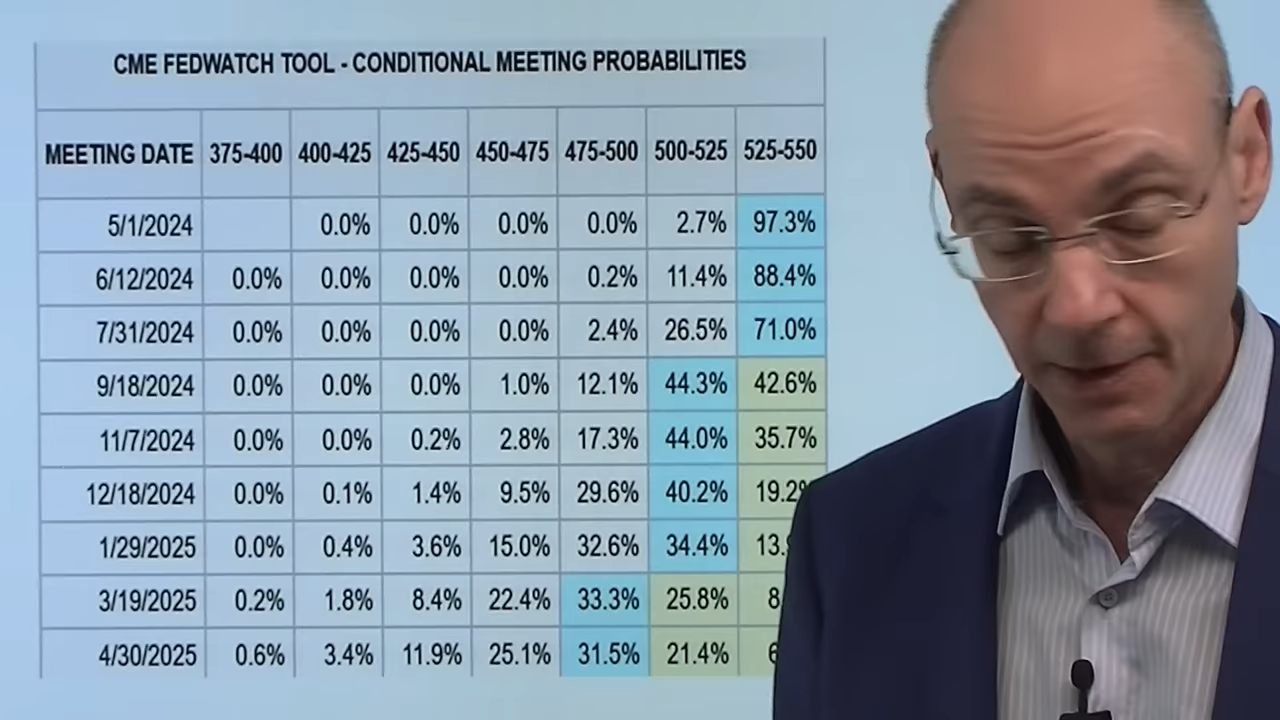 CME FEDWATCH TOOL - CONDITIONAL MEETING PROBABILITIES
MEETING DATE 375-400 400-425 425-450 450-475 475-500 500-525 525-550
5/1/2024 0.0% 0.0% 0.0% 0.0% 2.7% 97.3%
6/12/2024 0.0% 0.0% 0.0% 0.0% 0.2% 11.4% 88.4%
7/31/2024 0.0% 0.0% 0.0% 0.0% 2.4% 26.5% 71.0%
9/18/2024 0.0% 0.0% 0.0% 1.0% 12.1% 44.3% 42.6%
11/7/2024 0.0% 0.0% 0.2% 2.8% 17.3% 44.0% 35.7%
12/18/2024 0.0% 0.1% 1.4% 9.5% 29.6% 40.2% 19.2%
1/29/2025 0.0% 0.4% 3.6% 15.0% 32.6% 34.4%
3/19/2025 0.2% 1.8% 8.4% 22.4% 33.3% 25.8%
4/30/2025 0.6% 3.4% 11.9% 25.1% 31.5% 21.4%